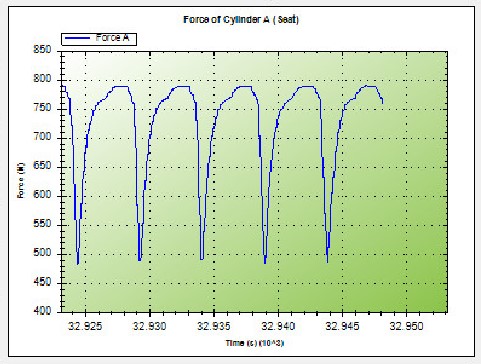 Force of Cylinder A (Seat)
Force A
850
800
750
700
650
600
550
500
450
400
Force (N)
32.925 32.930 32.935 32.940 32.945 32.950
Time (s) (10^3)